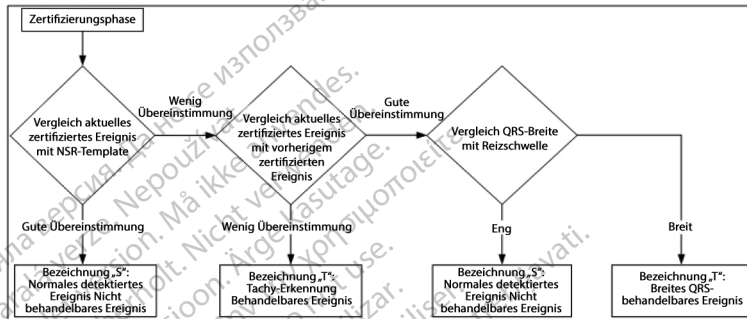 Zertifizierungsphase
Vergleich aktuelles
zertifiziertes Ereignis
mit NSR-Template
Wenig
Übereinstimmung
Vergleich aktuelles
zertifiziertes Ereignis
mit vorherigem
zertifizierten
Ereignis
Gute
Übereinstimmung
Vergleich QRS-Breite
mit Reizschwelle
Gute Übereinstimmung
Wenig Übereinstimmung
Eng
Breit
Bezeichnung „S“:
Normales detektiertes
Ereignis Nicht
behandelbares Ereignis
Bezeichnung „T“:
Tachy-Erkennung
Behandelbares Ereignis
Bezeichnung „S“:
Normales detektiertes
Ereignis Nicht
behandelbares Ereignis
Bezeichnung „T“:
Breites QRS-
behandelbares Ereignis